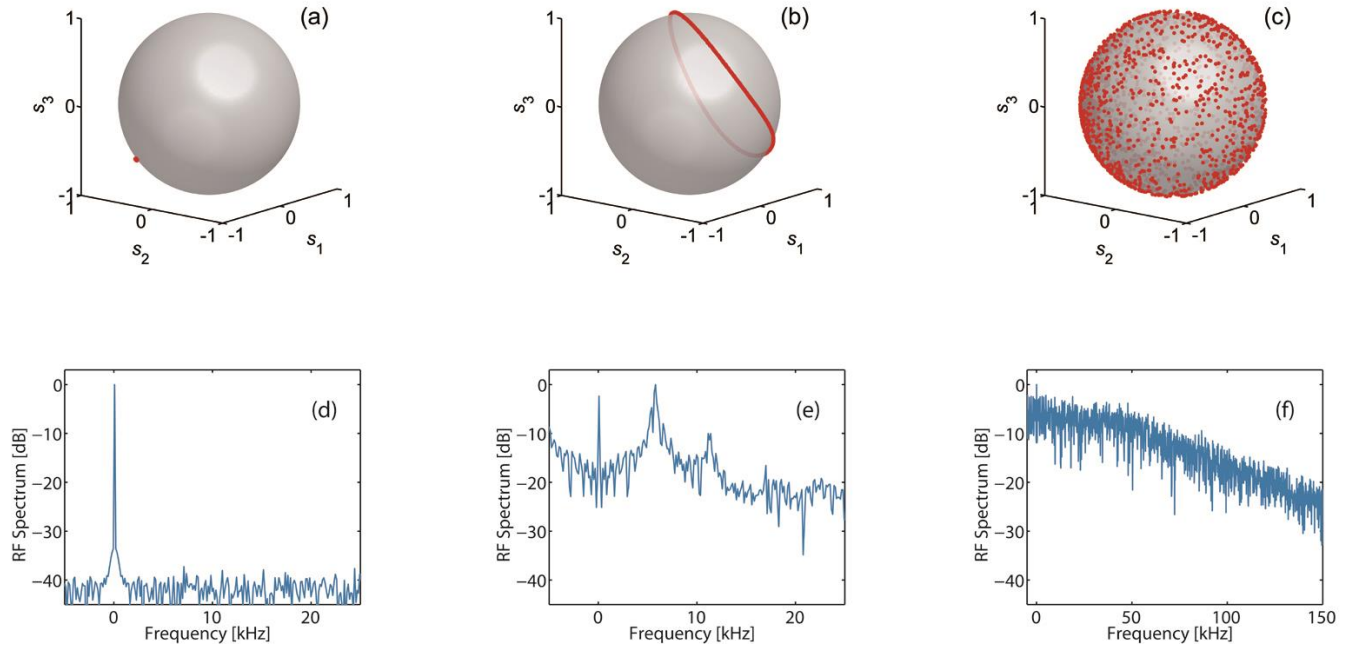 (a)
1
0
-1
s3
1
0
-1
s2
-1
0
1
s1
(b)
1
0
-1
s3
1
0
-1
s2
-1
0
1
s1
(c)
1
0
-1
s3
1
0
-1
s2
-1
0
1
s1
(d)
0
−10
−20
−30
−40
RF Spectrum [dB]
0 10 20
Frequency [kHz]
(e)
0
−10
−20
−30
−40
RF Spectrum [dB]
0 10 20
Frequency [kHz]
(f)
0
−10
−20
−30
−40
RF Spectrum [dB]
0 50 100 150
Frequency [kHz]